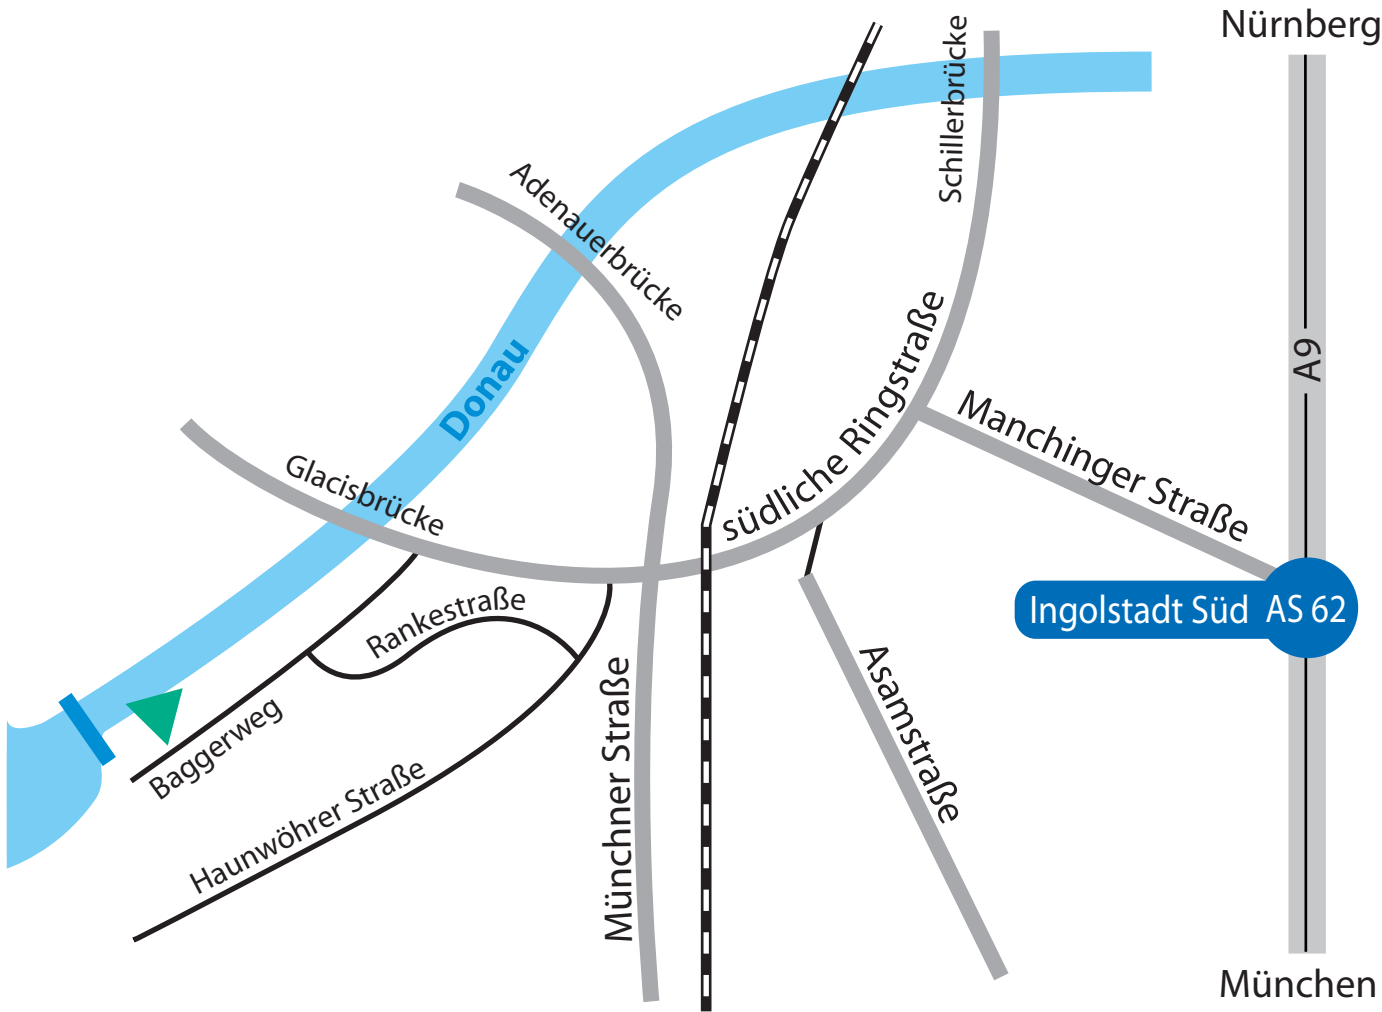 Nürnberg
Schillerbrücke
Adenauerbrücke
südliche Ringstraße
A9
Donau
Manchinger Straße
Glacisbrücke
Rankestraße
Ingolstadt Süd AS 62
Baggerweg
Asamstraße
Münchner Straße
Haunwöhrer Straße
München